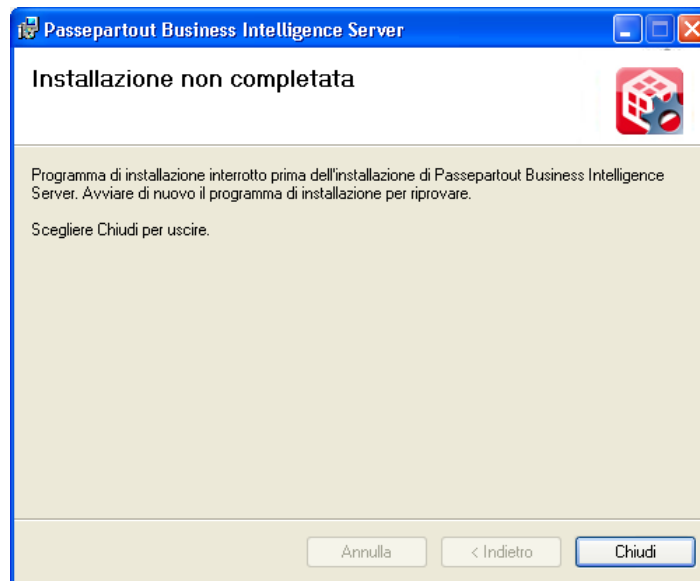 Passepartout Business Intelligence Server
Installazione non completata
Programma di installazione interrotto prima dell'installazione di Passepartout Business Intelligence
Server. Avviare di nuovo il programma di installazione per riprovare.
Scegliere Chiudi per uscire.
Annulla
< Indietro
Chiudi